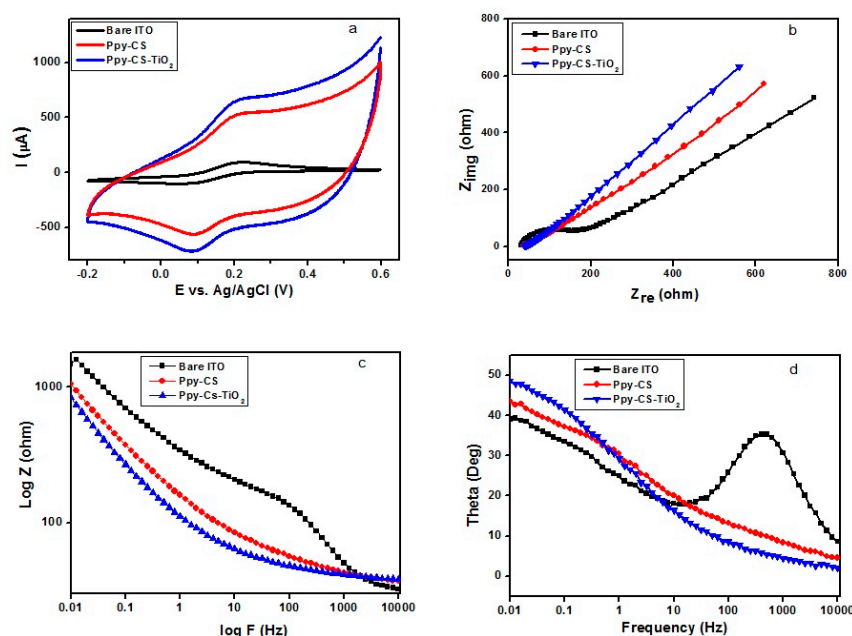 a
Bare ITO
Ppy-CS
Ppy-CS-TiO2
I (µA)
1000
500
0
-500
-0.2 0.0 0.2 0.4 0.6
E vs. Ag/AgCl (V)
b
Bare ITO
Ppy-CS
Ppy-CS-TiO2
Zimg (ohm)
800
600
400
200
0
0 200 400 600 800
Zre (ohm)
c
Bare ITO
Ppy-CS
Ppy-Cs-TiO2
Log Z (ohm)
1000
100
0.01 0.1 1 10 100 1000 10000
log F (Hz)
d
Bare ITO
Ppy-CS
Ppy-CS-TiO2
Theta (Deg)
50
40
30
20
10
0
0.01 0.1 1 10 100 1000 10000
Frequency (Hz)